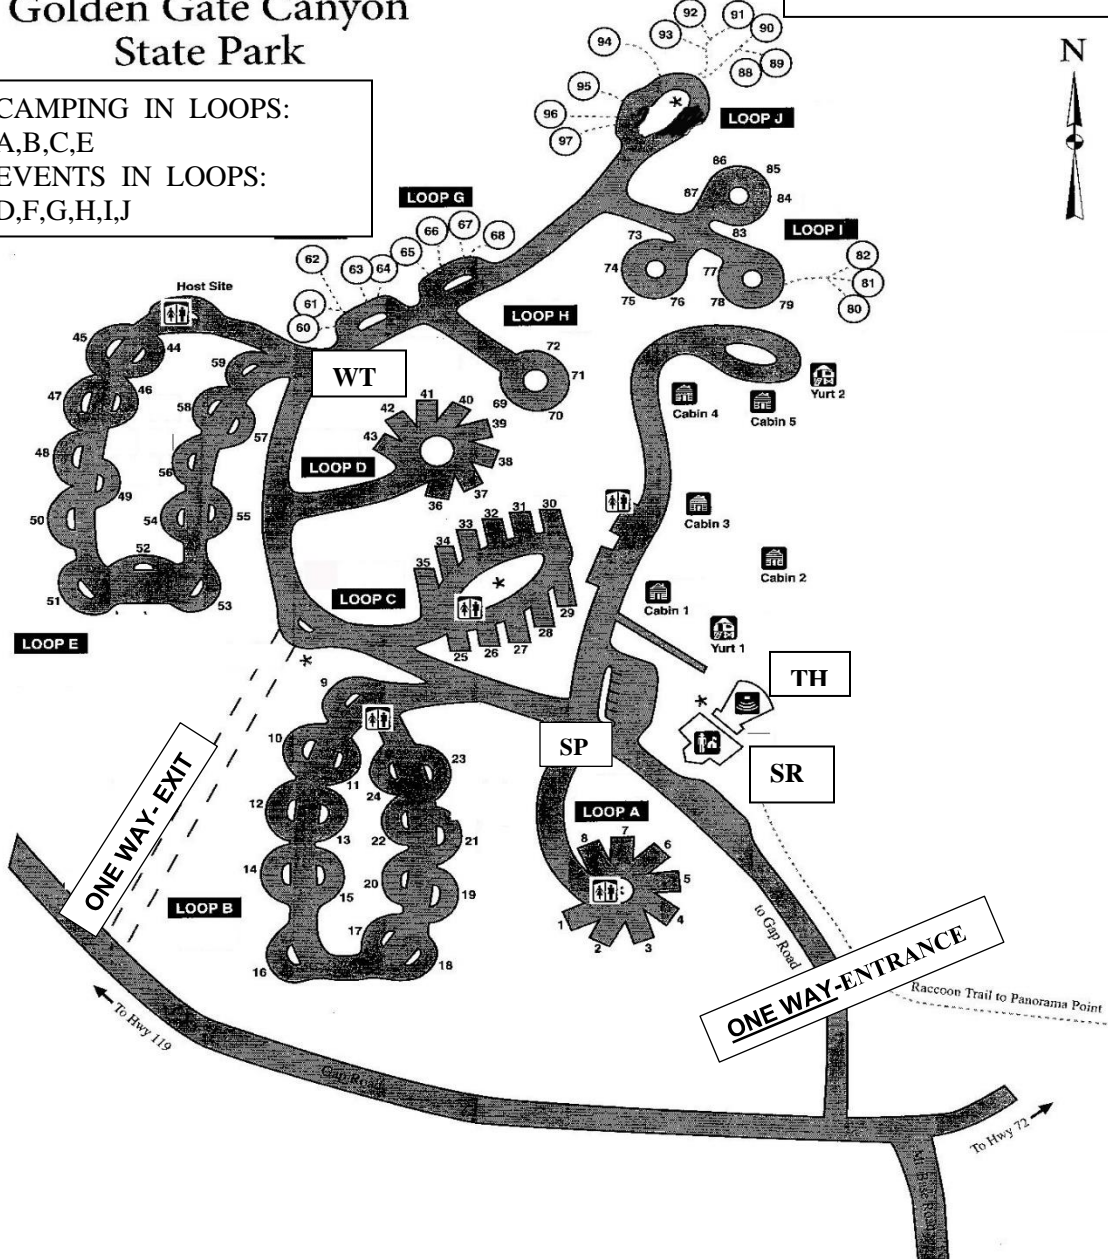 Golden Gate Canyon
State Park
CAMPING IN LOOPS:
A,B,C,E
EVENTS IN LOOPS:
D,F,G,H,I,J
N
92
91
90
93
94
89
88
95
96
97
LOOP J
86
85
87
84
83
LOOP I
73
74
75
76
77
78
79
82
81
80
LOOP G
68
67
66
65
64
63
62
61
60
Host Site
LOOP H
72
71
70
69
WT
45
44
59
47
46
58
57
48
56
49
50
54
55
52
51
53
LOOP E
41
40
42
39
43
38
37
36
LOOP D
Cabin 4
Cabin 5
Yurt 2
Cabin 3
Cabin 2
Cabin 1
Yurt 1
30
31
32
33
34
35
29
28
27
26
25
LOOP C
TH
SP
SR
9
10
11
23
24
12
13
22
21
14
15
20
19
17
16
18
LOOP B
LOOP A
7
8
6
5
4
3
2
1
ONE WAY- EXIT
to Gap Road
ONE WAY-ENTRANCE
Raccoon Trail to Panorama Point
To Hwy 119
Gap Road
To Hwy 72